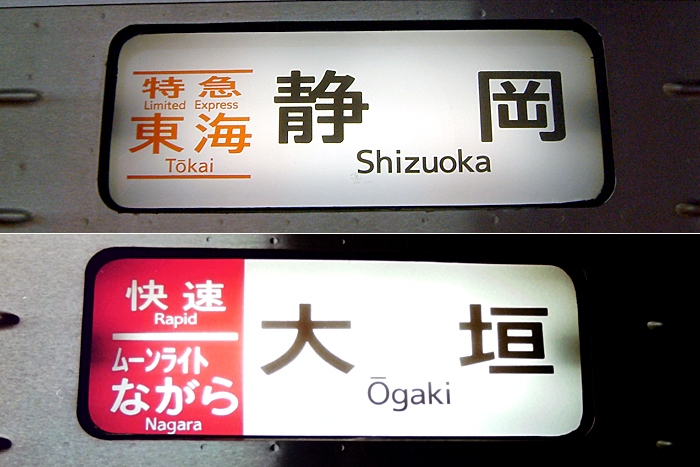 特急
Limited Express
東海
Tōkai
静岡
Shizuoka
快速
Rapid
ムーンライト
ながら
Nagara
大垣
Ōgaki